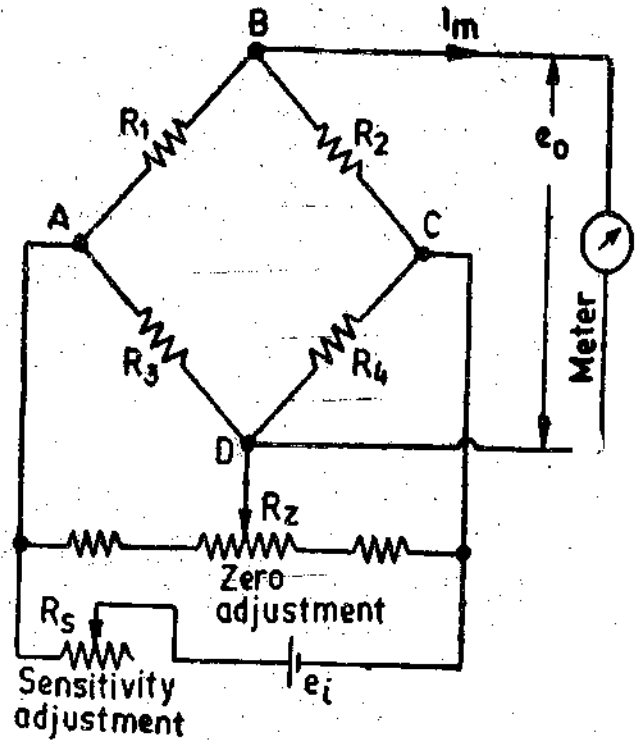 B
Im
R1
R2
eo
A
C
Meter
R3
R4
D
Rz
Zero
adjustment
Rs
Sensitivity
adjustment
ei